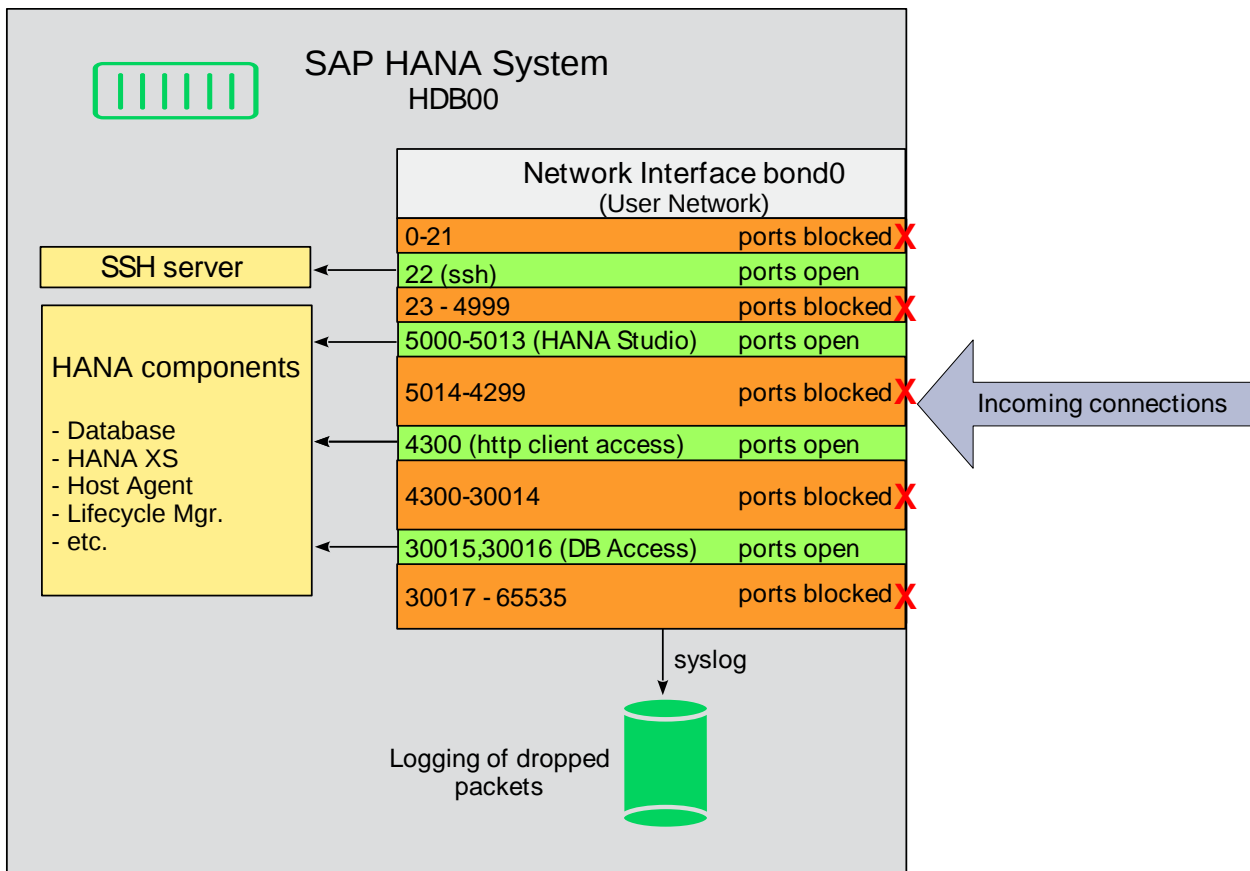 SAP HANA System
HDB00
Network Interface bond0
(User Network)
0-21 ports blocked X
SSH server
22 (ssh) ports open
23 - 4999 ports blocked X
5000-5013 (HANA Studio) ports open
HANA components
- Database
- HANA XS
- Host Agent
- Lifecycle Mgr.
- etc.
5014-4299 ports blocked X
Incoming connections
4300 (http client access) ports open
4300-30014 ports blocked X
30015,30016 (DB Access) ports open
30017 - 65535 ports blocked X
syslog
Logging of dropped
packets